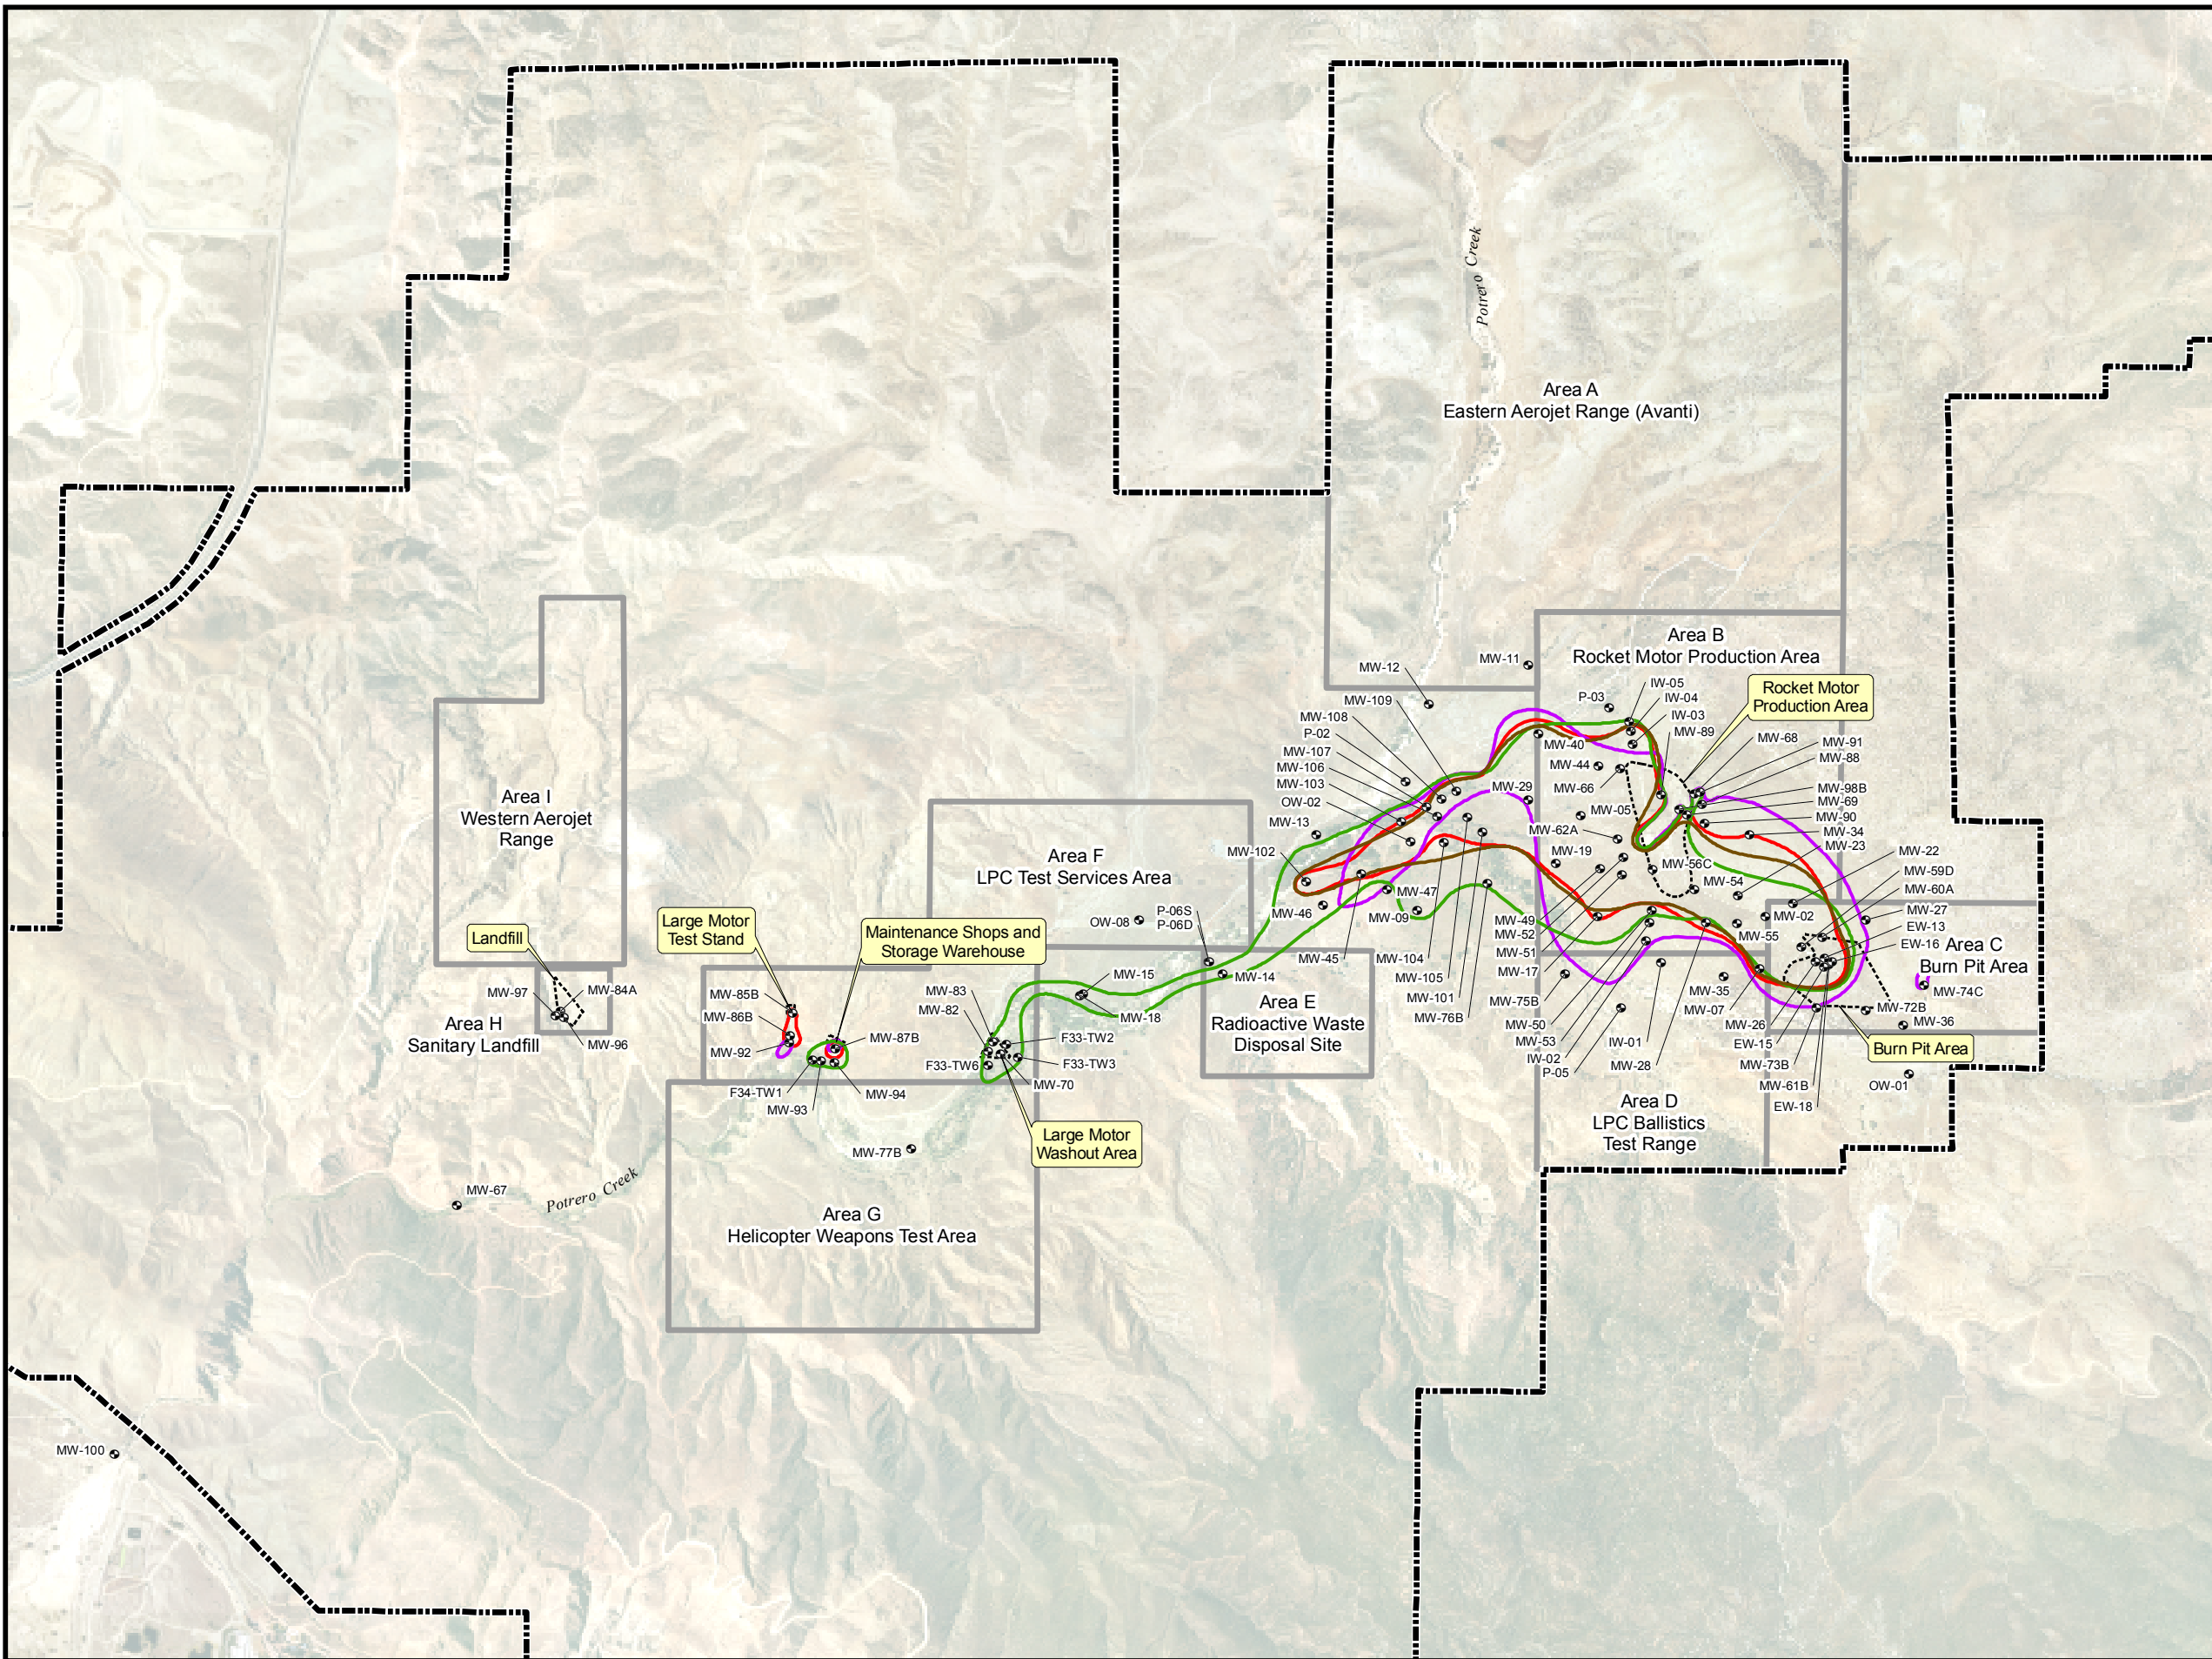 Potrero Creek
Area A
Eastern Aerojet Range (Avanti)
Area B
Rocket Motor Production Area
MW-11
MW-12
MW-109
MW-108
P-02
MW-107
MW-106
MW-103
OW-02
MW-13
MW-102
P-03
IW-05
IW-04
IW-03
MW-89
Rocket Motor
Production Area
MW-68
MW-91
MW-88
MW-98B
MW-69
MW-90
MW-34
MW-23
MW-22
MW-59D
MW-60A
MW-27
EW-13
EW-16
MW-40
MW-44
MW-66
MW-29
MW-05
MW-62A
MW-19
MW-56C
MW-54
MW-02
MW-55
MW-47
MW-09
MW-46
MW-45
MW-104
MW-105
MW-101
MW-76B
MW-49
MW-52
MW-51
MW-17
MW-75B
MW-50
MW-53
IW-02
P-05
IW-01
MW-28
MW-35
MW-07
MW-26
EW-15
MW-73B
MW-61B
EW-18
Area C
Burn Pit Area
MW-74C
MW-72B
MW-36
Burn Pit Area
OW-01
Area D
LPC Ballistics
Test Range
Area E
Radioactive Waste
Disposal Site
Area F
LPC Test Services Area
OW-08
P-06S
P-06D
MW-14
MW-15
MW-18
MW-83
MW-82
F33-TW2
F33-TW3
F33-TW6
MW-70
Large Motor
Washout Area
Maintenance Shops and
Storage Warehouse
Large Motor
Test Stand
MW-85B
MW-86B
MW-92
MW-87B
F34-TW1
MW-93
MW-94
MW-77B
Area G
Helicopter Weapons Test Area
Area I
Western Aerojet
Range
Landfill
MW-97
MW-84A
MW-96
Area H
Sanitary Landfill
MW-67
Potrero Creek
MW-100